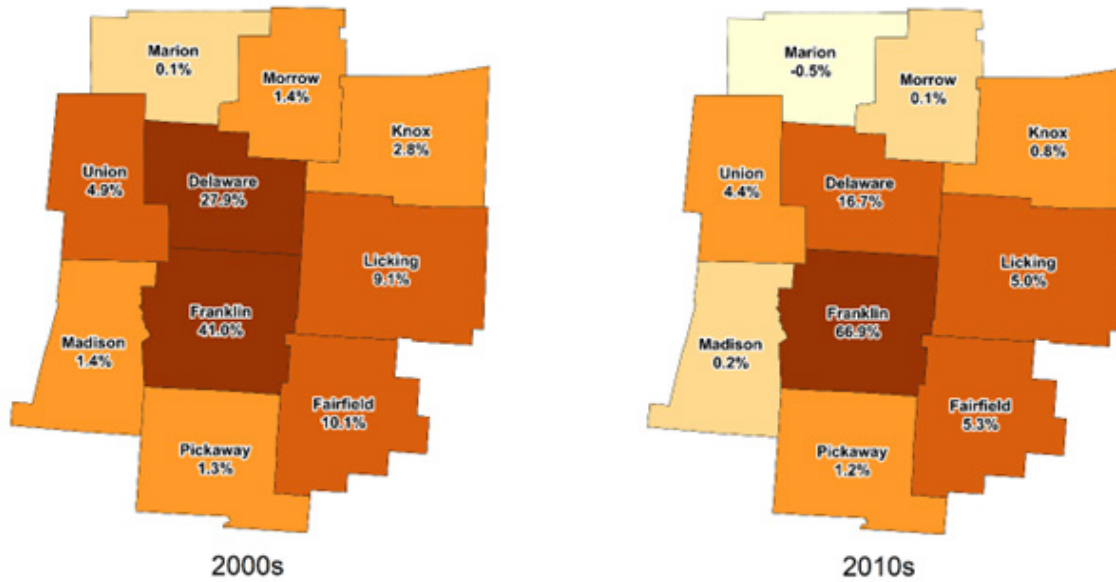 Marion
0.1%
Morrow
1.4%
Knox
2.8%
Union
4.9%
Delaware
27.9%
Licking
9.1%
Franklin
41.0%
Madison
1.4%
Fairfield
10.1%
Pickaway
1.3%
2000s
Marion
-0.5%
Morrow
0.1%
Knox
0.8%
Union
4.4%
Delaware
16.7%
Licking
5.0%
Franklin
66.9%
Madison
0.2%
Fairfield
5.3%
Pickaway
1.2%
2010s